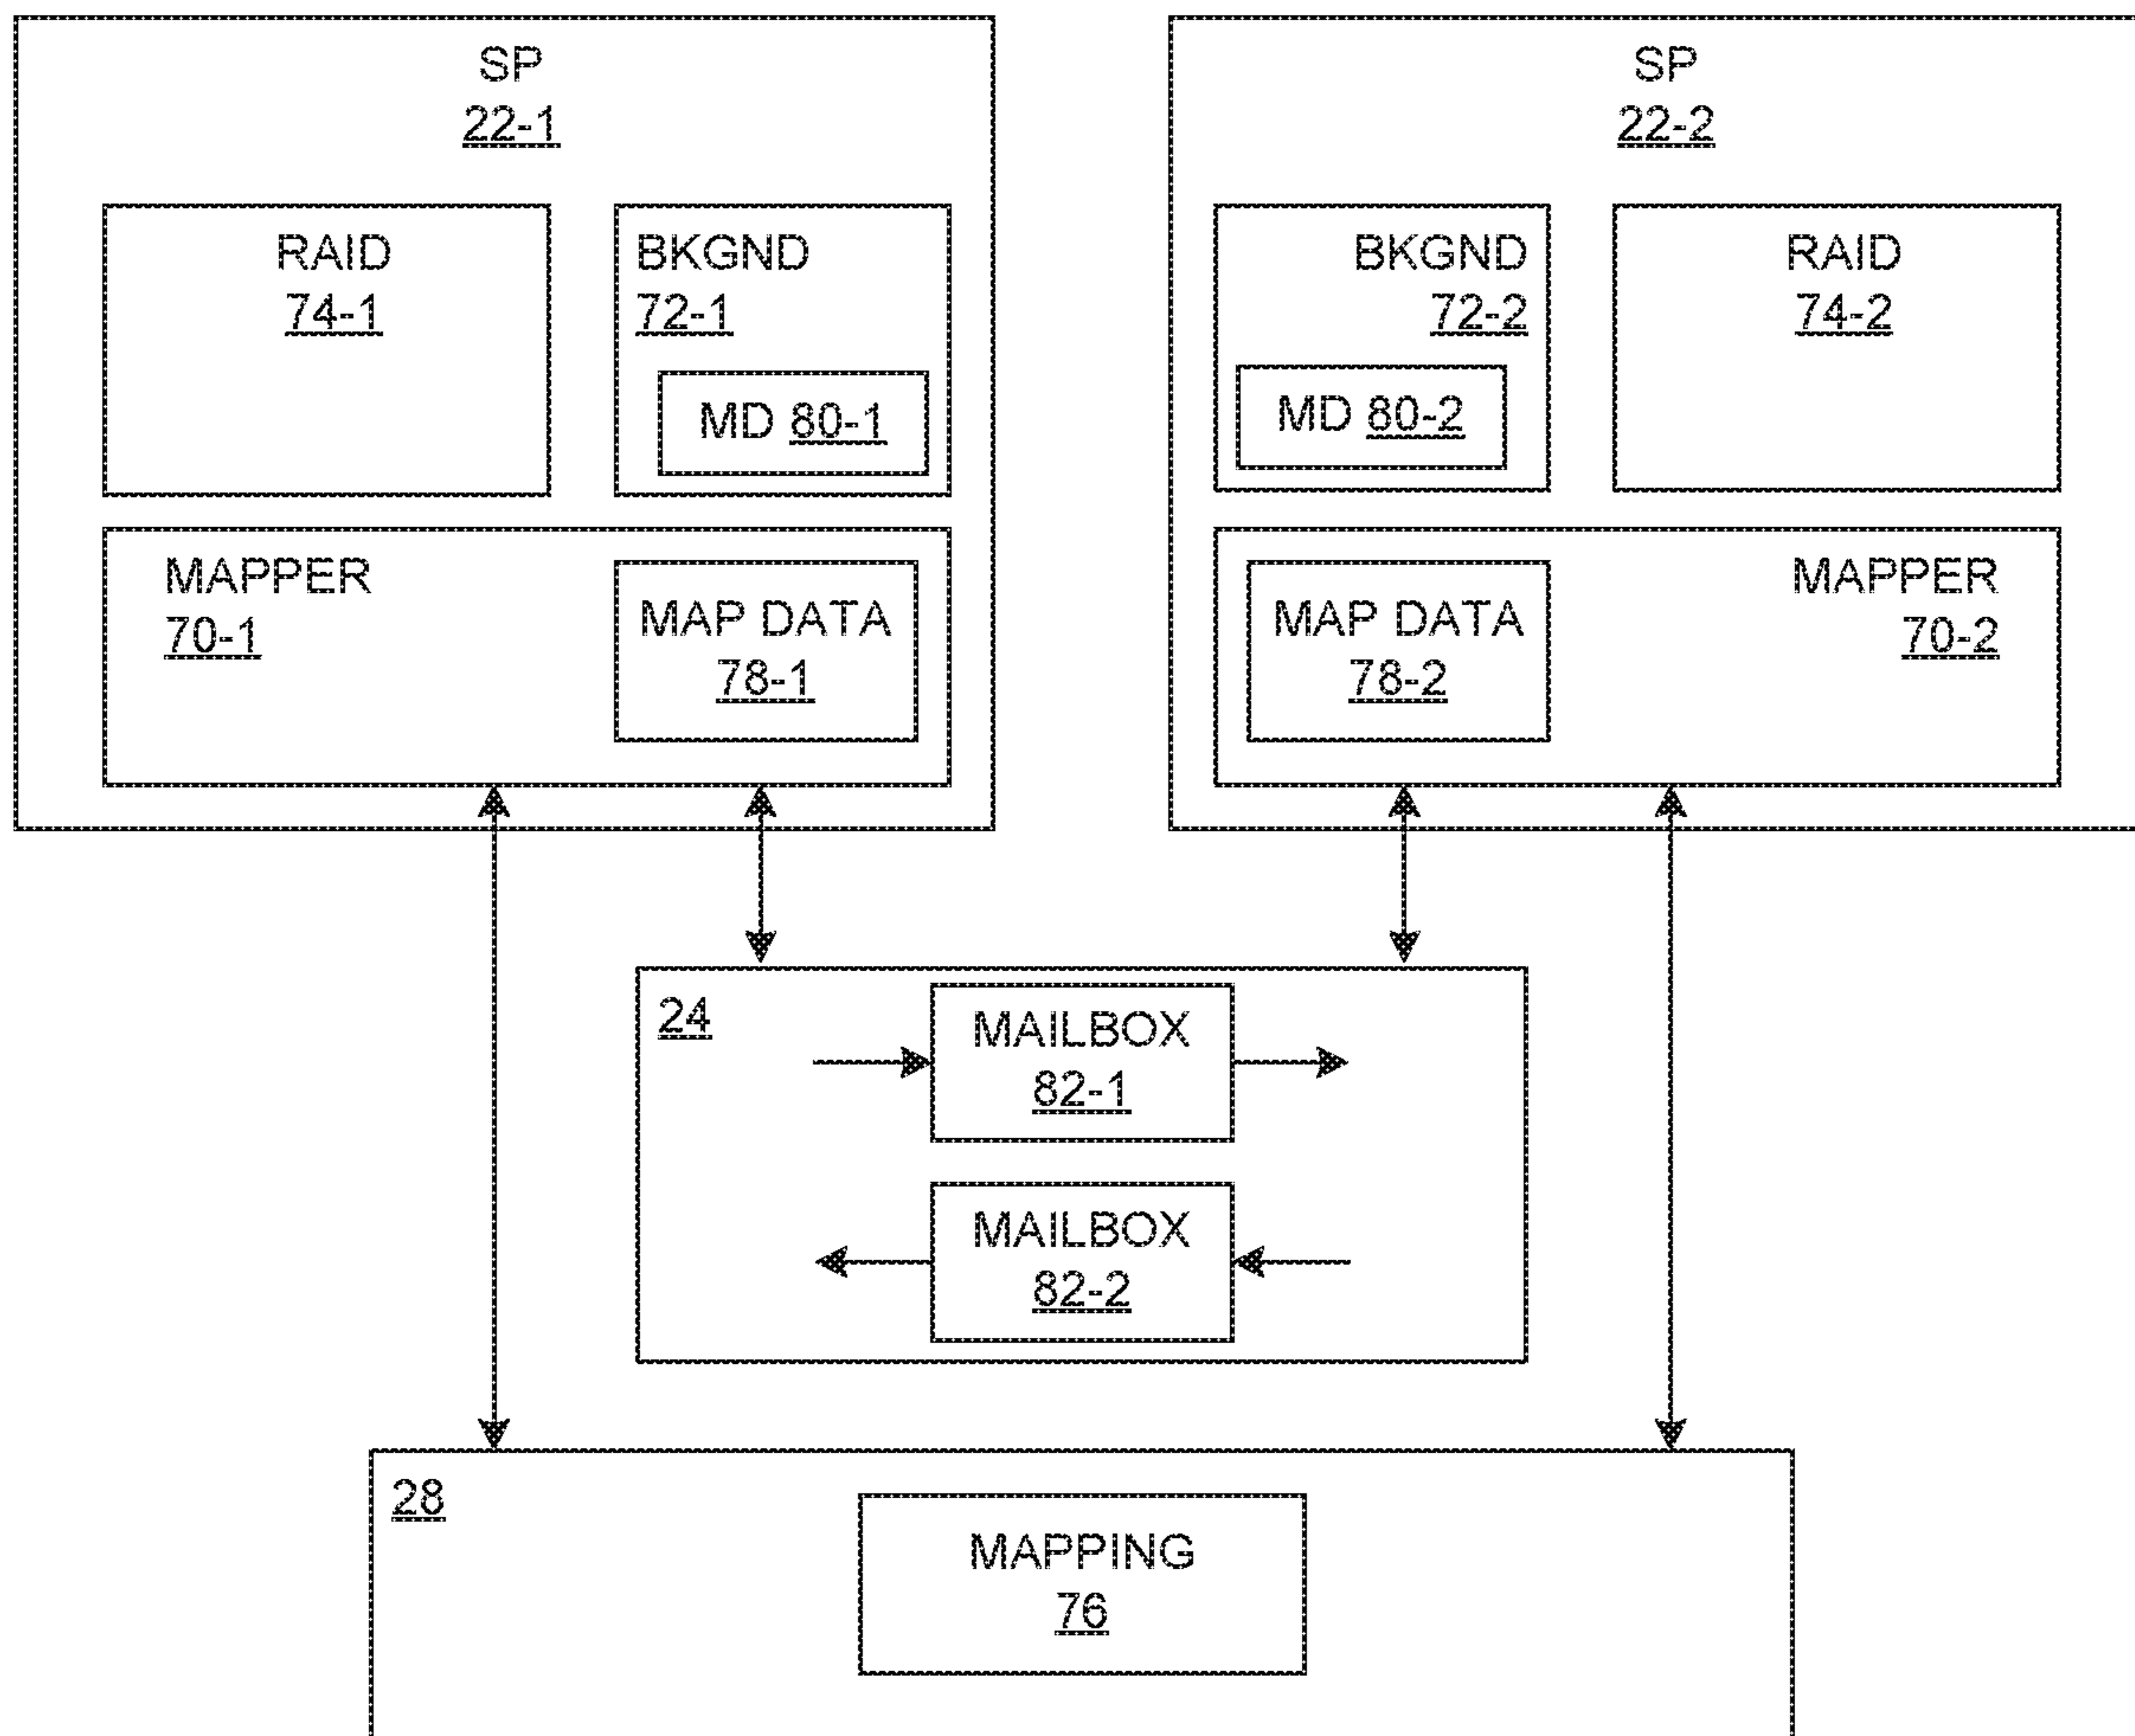 SP
22-1
RAID
74-1
BKGND
72-1
MD 80-1
MAPPER
70-1
MAP DATA
78-1
SP
22-2
BKGND
72-2
MD 80-2
RAID
74-2
MAP DATA
78-2
MAPPER
70-2
24
MAILBOX
82-1
MAILBOX
82-2
28
MAPPING
76